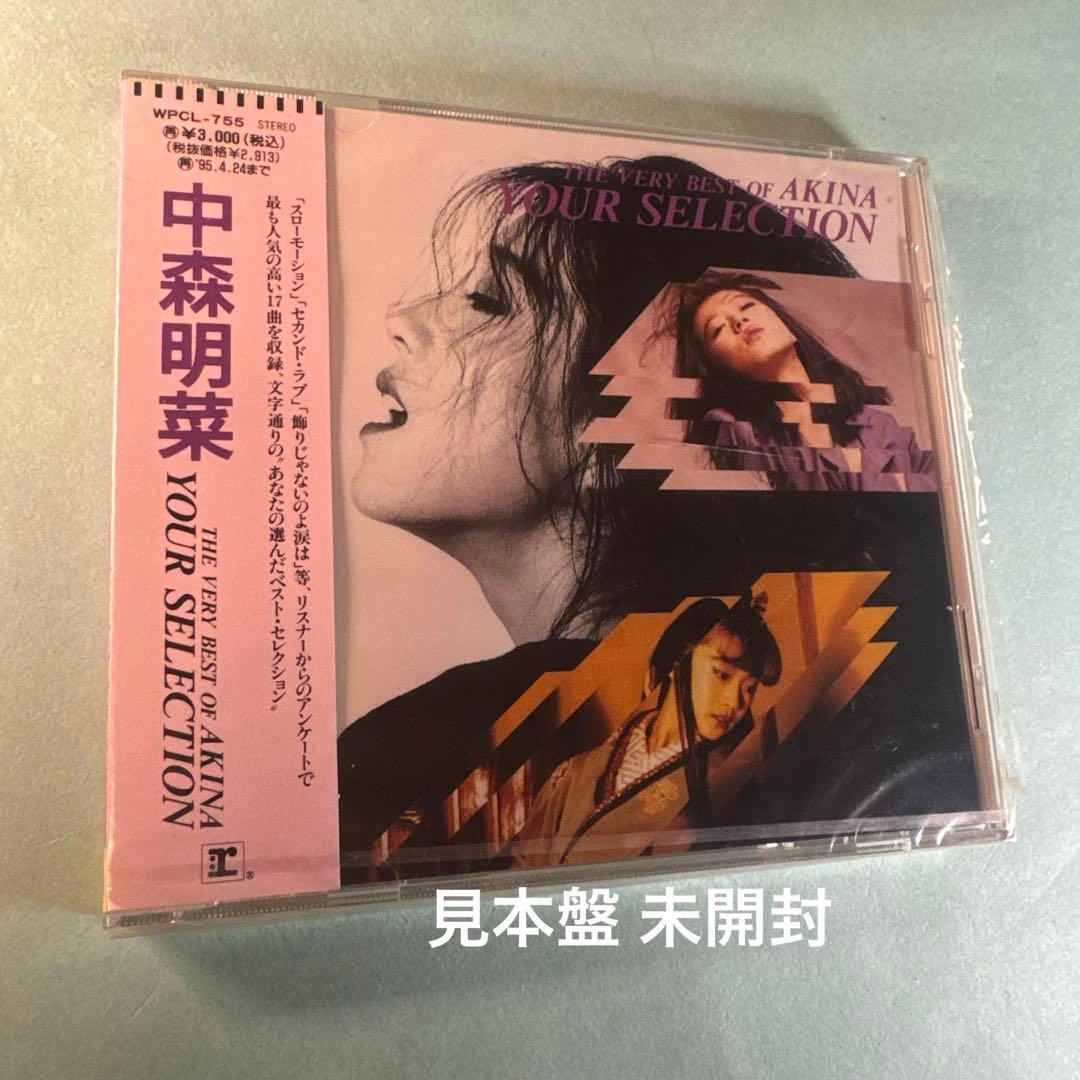 WPCL-755 STEREO
㊐¥3,000(税込)
(税抜価格¥2,913)
㊐'95.4.24まで
中森明菜
THE VERY BEST OF AKINA
YOUR SELECTION
「スローモーション」「セカンド・ラブ」「飾りじゃないのよ涙は」等、リスナーからのアンケートで
最も人気の高い17曲を収録、文字通りの〝あなたの選んだベスト・セレクション〟
r®
THE VERY BEST OF AKINA
YOUR SELECTION
見本盤 未開封